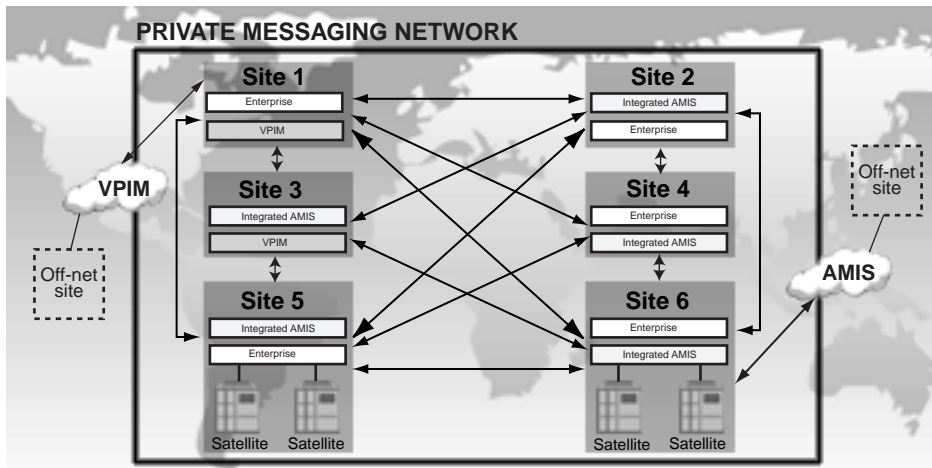 PRIVATE MESSAGING NETWORK
Site 1
Enterprise
VPIM
Site 2
Integrated AMIS
Enterprise
VPIM
Off-net
site
Site 3
Integrated AMIS
VPIM
Site 4
Enterprise
Integrated AMIS
Off-net
site
AMIS
Site 5
Integrated AMIS
Enterprise
Satellite
Satellite
Site 6
Enterprise
Integrated AMIS
Satellite
Satellite